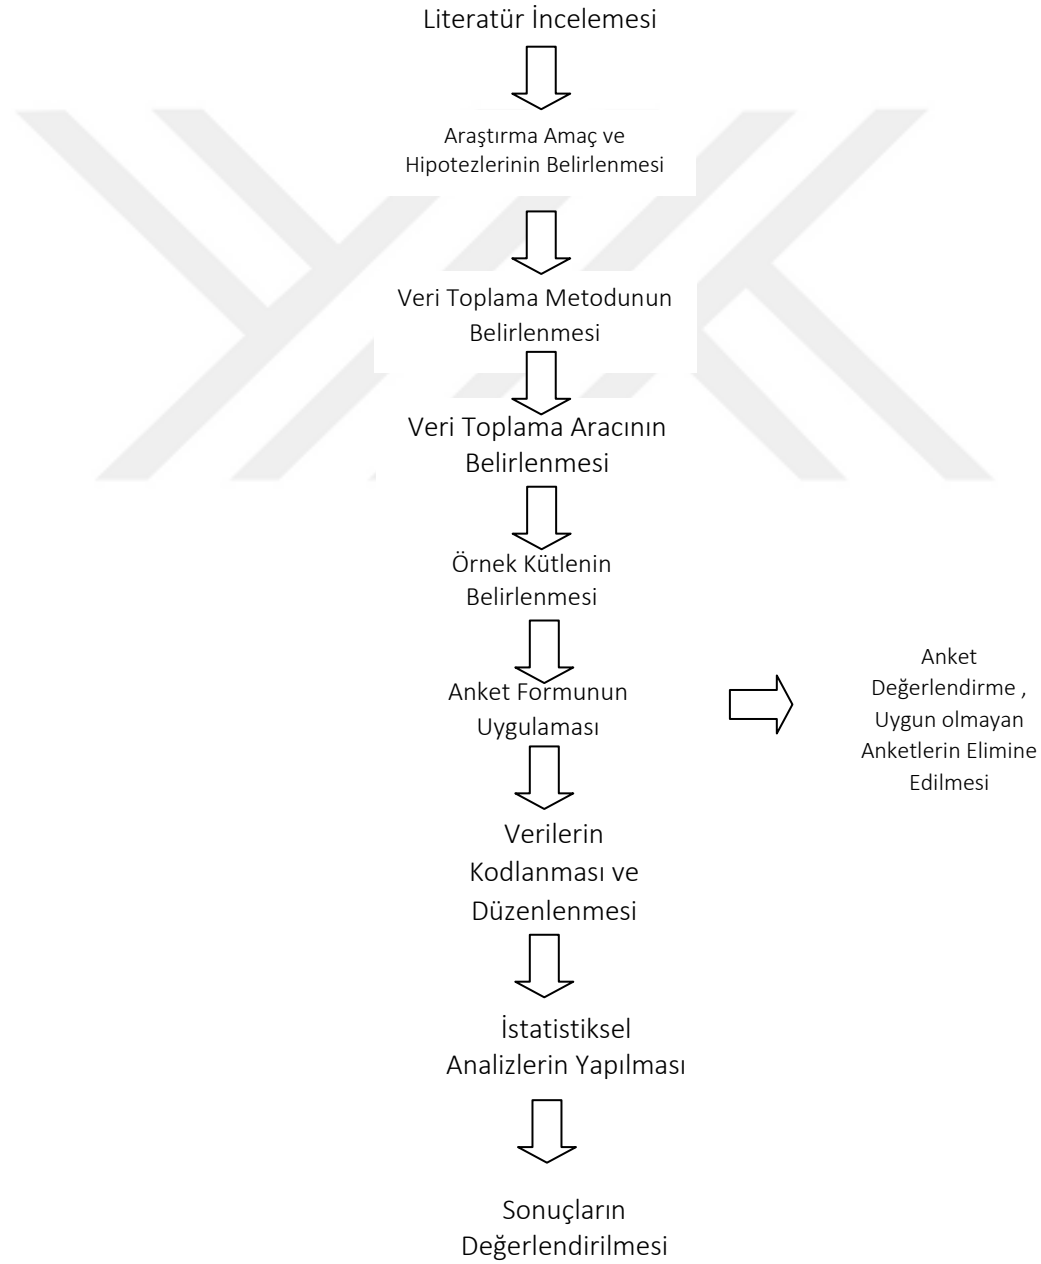 Literatür İncelemesi
Araştırma Amaç ve
Hipotezlerinin Belirlenmesi
Veri Toplama Metodunun
Belirlenmesi
Veri Toplama Aracının
Belirlenmesi
Örnek Kütlenin
Belirlenmesi
Anket Formunun
Uygulaması
Anket
Değerlendirme ,
Uygun olmayan
Anketlerin Elimine
Edilmesi
Verilerin
Kodlanması ve
Düzenlenmesi
İstatistiksel
Analizlerin Yapılması
Sonuçların
Değerlendirilmesi